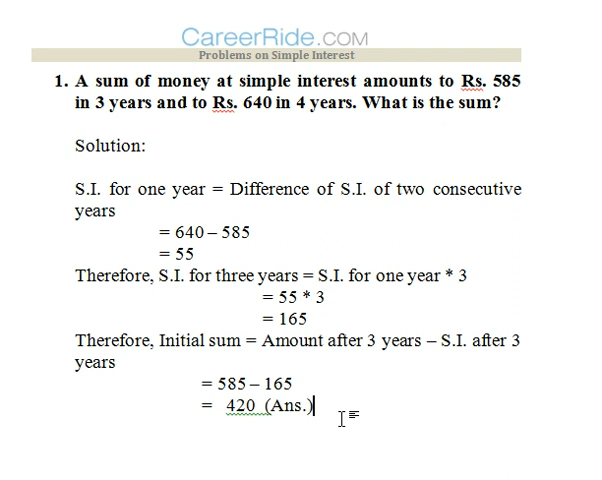 CareerRide.COM
Problems on Simple Interest
1. A sum of money at simple interest amounts to Rs. 585
in 3 years and to Rs. 640 in 4 years. What is the sum?
Solution:
S.I. for one year = Difference of S.I. of two consecutive
years
= 640 – 585
= 55
Therefore, S.I. for three years = S.I. for one year * 3
= 55 * 3
= 165
Therefore, Initial sum = Amount after 3 years – S.I. after 3
years
= 585 – 165
= 420 (Ans.)